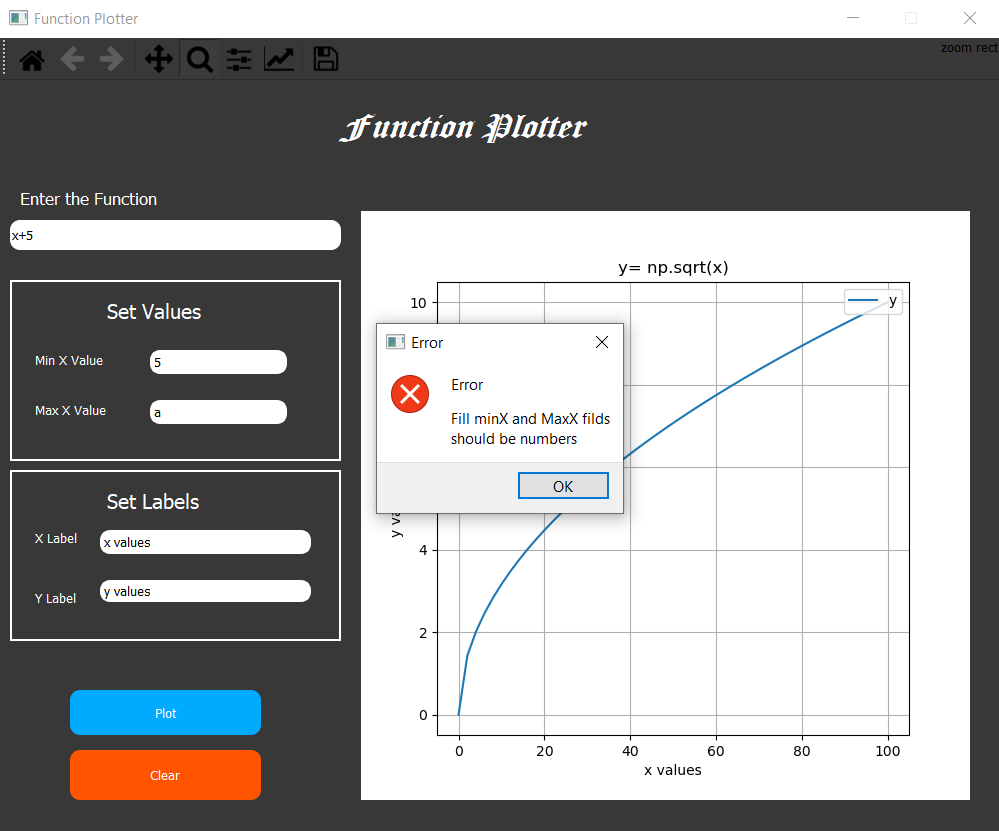 Function Plotter
zoom rect
Function Plotter
Enter the Function
x+5
Set Values
Min X Value 5
Max X Value a
Set Labels
X Label x values
Y Label y values
Plot
Clear
y= np.sqrt(x)
y
10
4
2
0
0 20 40 60 80 100
x values
Error
Error
Fill minX and MaxX filds
should be numbers
OK